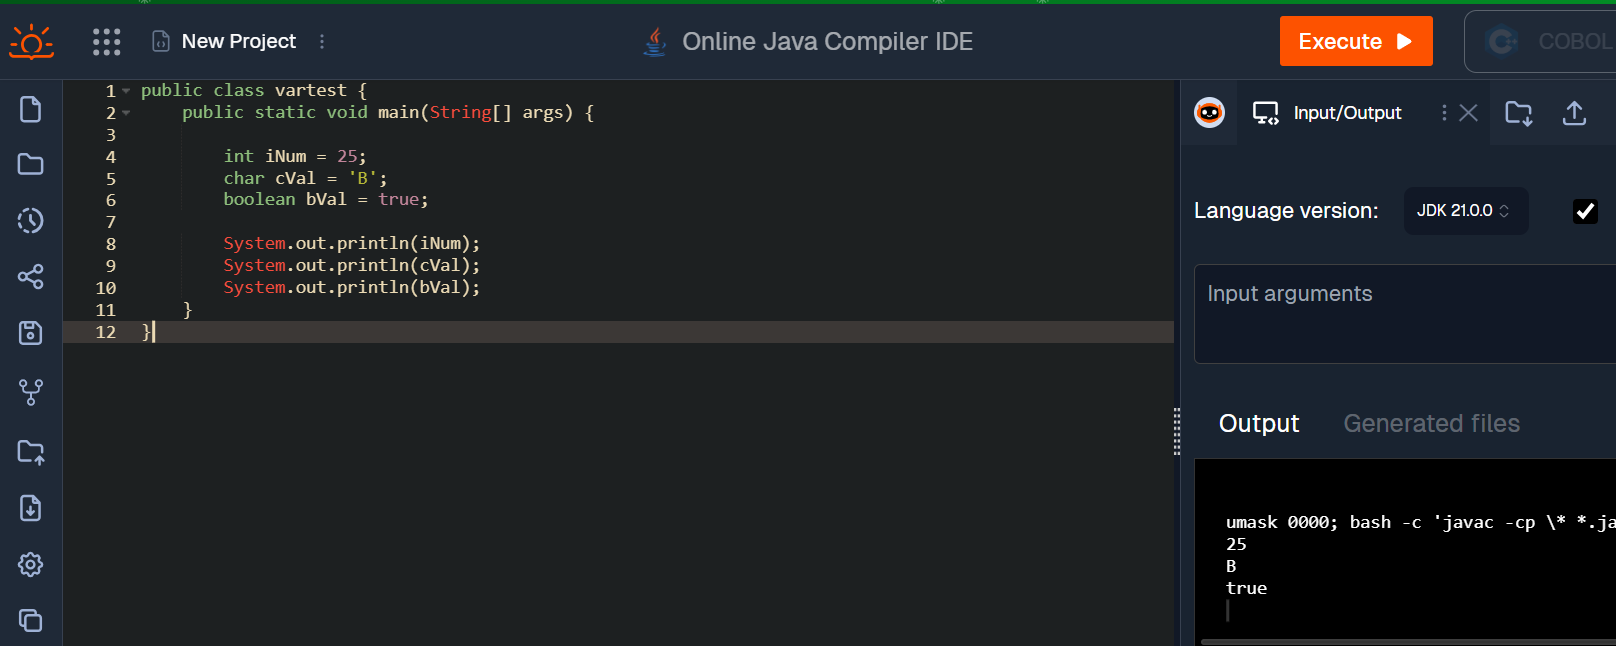 New Project
Online Java Compiler IDE
Execute
COBOL
1 public class vartest {
2     public static void main(String[] args) {
3
4         int iNum = 25;
5         char cVal = 'B';
6         boolean bVal = true;
7
8         System.out.println(iNum);
9         System.out.println(cVal);
10         System.out.println(bVal);
11     }
12 }
Input/Output
Language version:
JDK 21.0.0
Input arguments
Output
Generated files
umask 0000; bash -c 'javac -cp \* *.ja
25
B
true